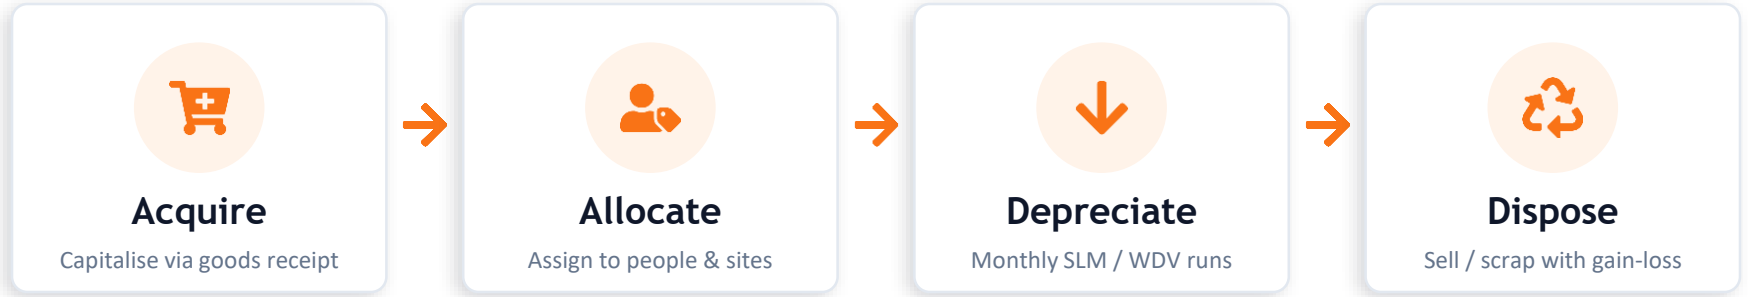 Acquire
Capitalise via goods receipt
Allocate
Assign to people & sites
Depreciate
Monthly SLM / WDV runs
Dispose
Sell / scrap with gain-loss